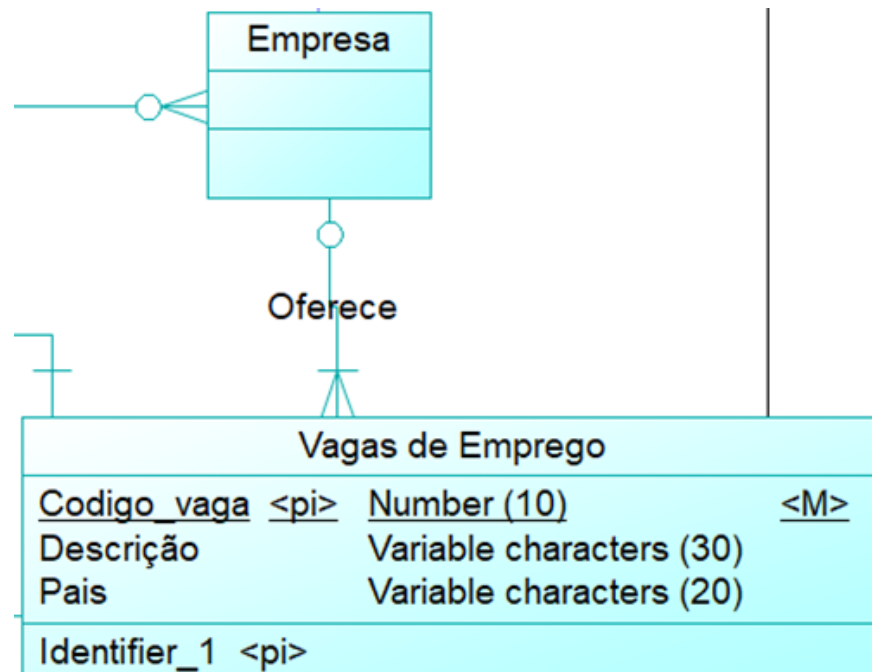 Empresa
Oferece
Vagas de Emprego
Codigo_vaga <pi> Number (10) <M>
Descrição Variable characters (30)
Pais Variable characters (20)
Identifier_1 <pi>